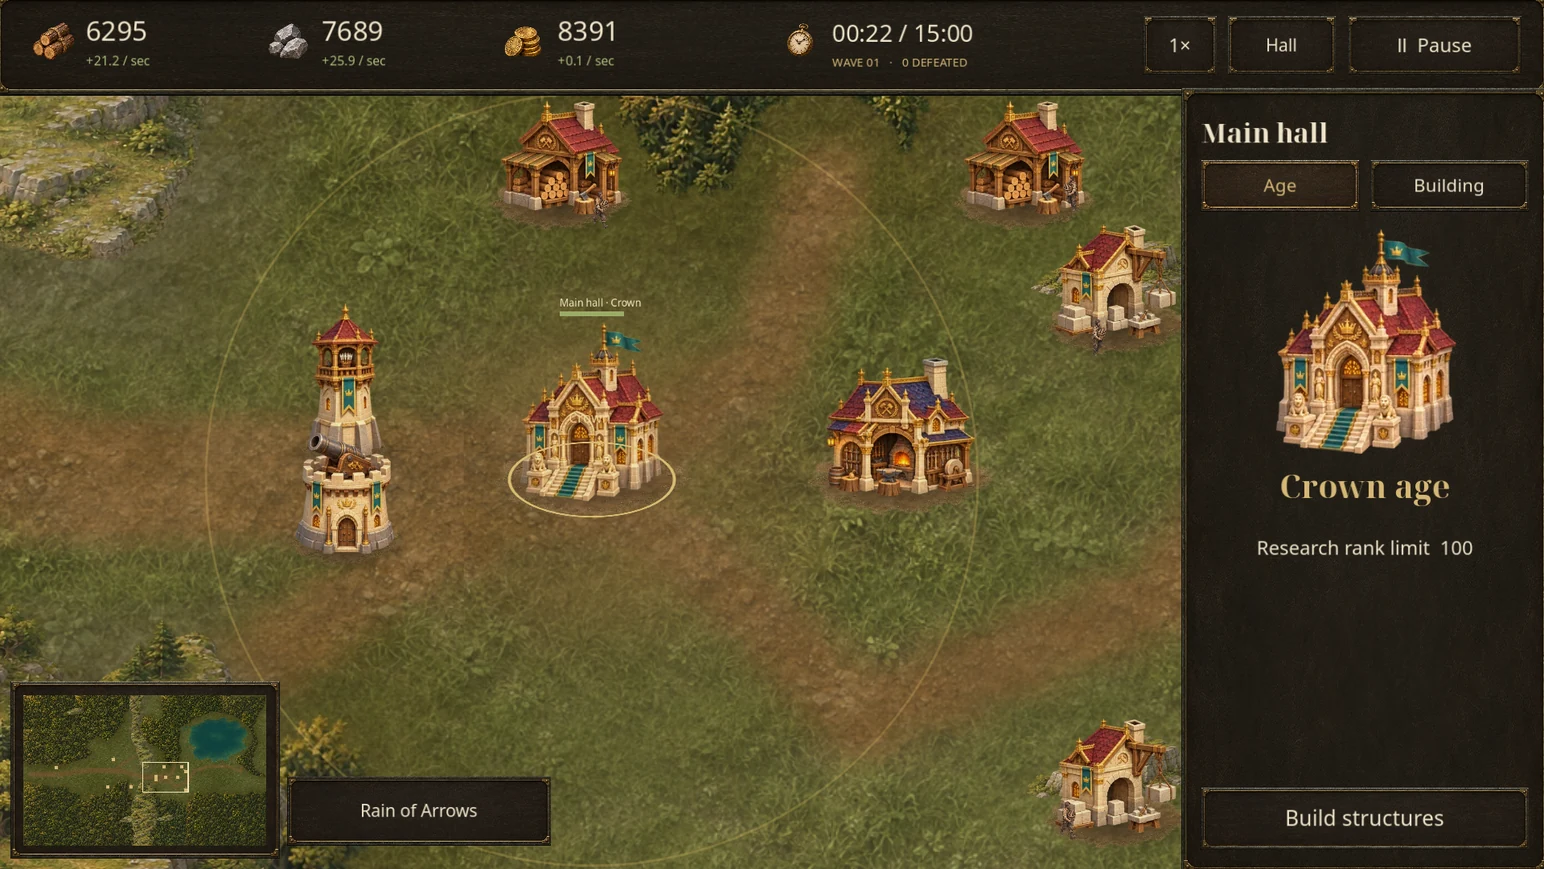 6295
+21.2 / sec
7689
+25.9 / sec
8391
+0.1 / sec
00:22 / 15:00
WAVE 01 · 0 DEFEATED
1×
Hall
II Pause
Main hall
Age
Building
Main hall · Crown
Crown age
Research rank limit 100
Rain of Arrows
Build structures